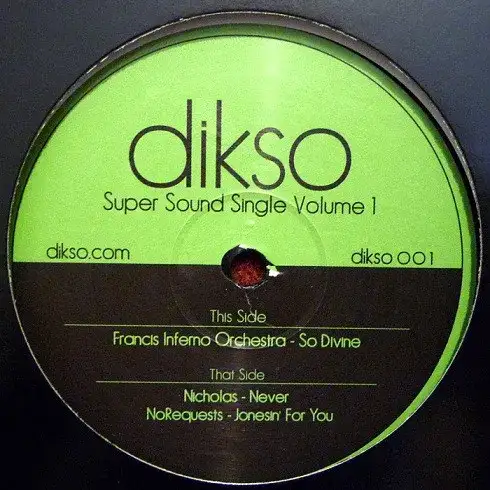 dikso
Super Sound Single Volume 1
dikso.com
dikso 001
This Side
Francis Inferno Orchestra - So Divine
That Side
Nicholas - Never
NoRequests - Jonesin' For You